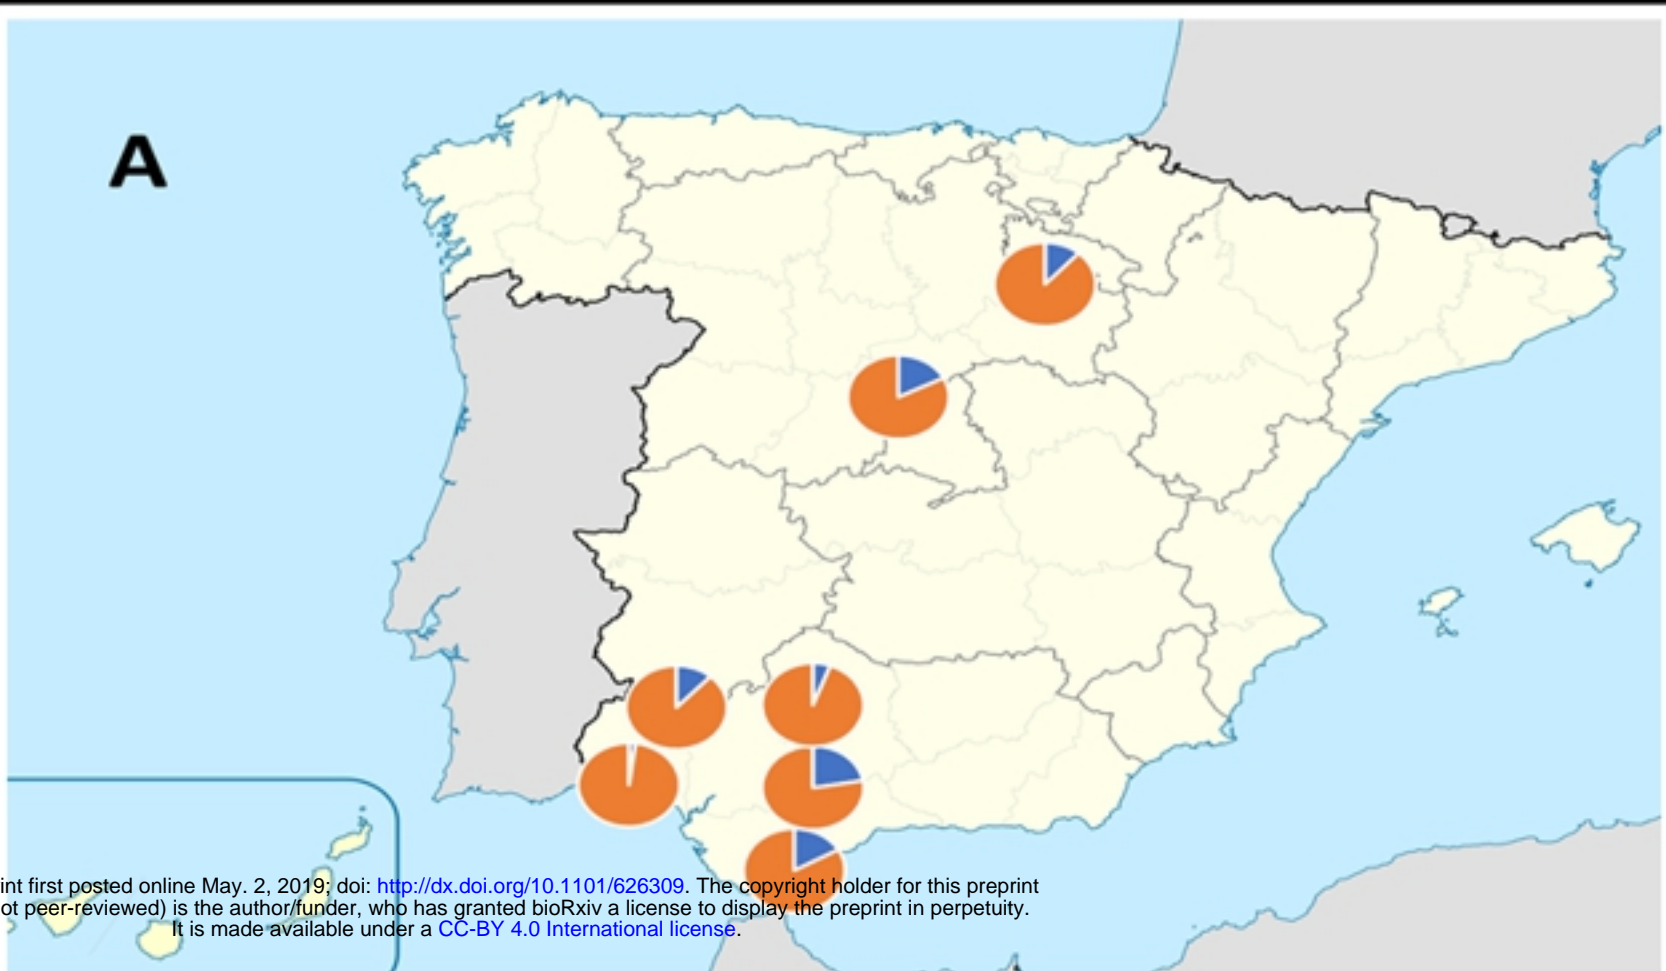 A
int first posted online May. 2, 2019; doi: http://dx.doi.org/10.1101/626309. The copyright holder for this preprint
ot peer-reviewed) is the author/funder, who has granted bioRxiv a license to display the preprint in perpetuity.
It is made available under a CC-BY 4.0 International license.